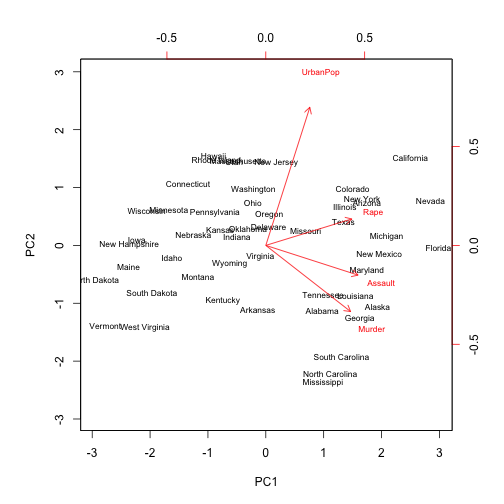 -0.5 0.0 0.5
UrbanPop
Hawaii
California
New Jersey
Connecticut
Washington
Colorado
New York
Nevada
Arizona
Idaho
Wisconsin
Minnesota
Pennsylvania
Ohio
Illinois
Rape
Oregon
Texas
Delaware
Oklahoma
Kansas
Missouri
Nebraska
Indiana
Michigan
Iowa
New Hampshire
Florida
Virginia
New Mexico
Montana
Maine
Iring
Maryland
rth Dakota
Assault
South Dakota
Tennessee
Louisiana
Kentucky
Alaska
Arkansas
Alabama
Georgia
Vermont
West Virginia
Murder
South Carolina
North Carolina
Mississippi
3
2
1
0
-1
-2
-3
0.5
0.0
-0.5
PC2
-3 -2 -1 0 1 2 3
PC1